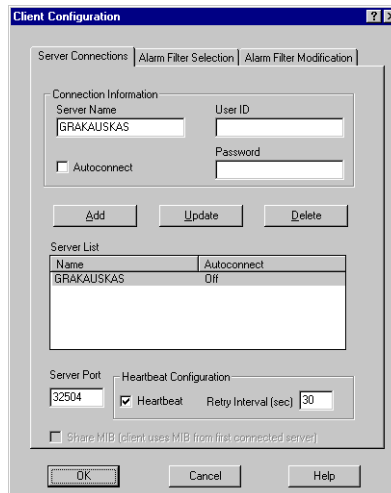 Client Configuration
Server Connections Alarm Filter Selection Alarm Filter Modification
Connection Information
Server Name User ID
GRAKAUSKAS
Password
Autoconnect
Add Update Delete
Server List
Name Autoconnect
GRAKAUSKAS Off
Server Port Heartbeat Configuration
32504 Heartbeat Retry Interval (sec) 30
Share MIB (client uses MIB from first connected server)
OK Cancel Help